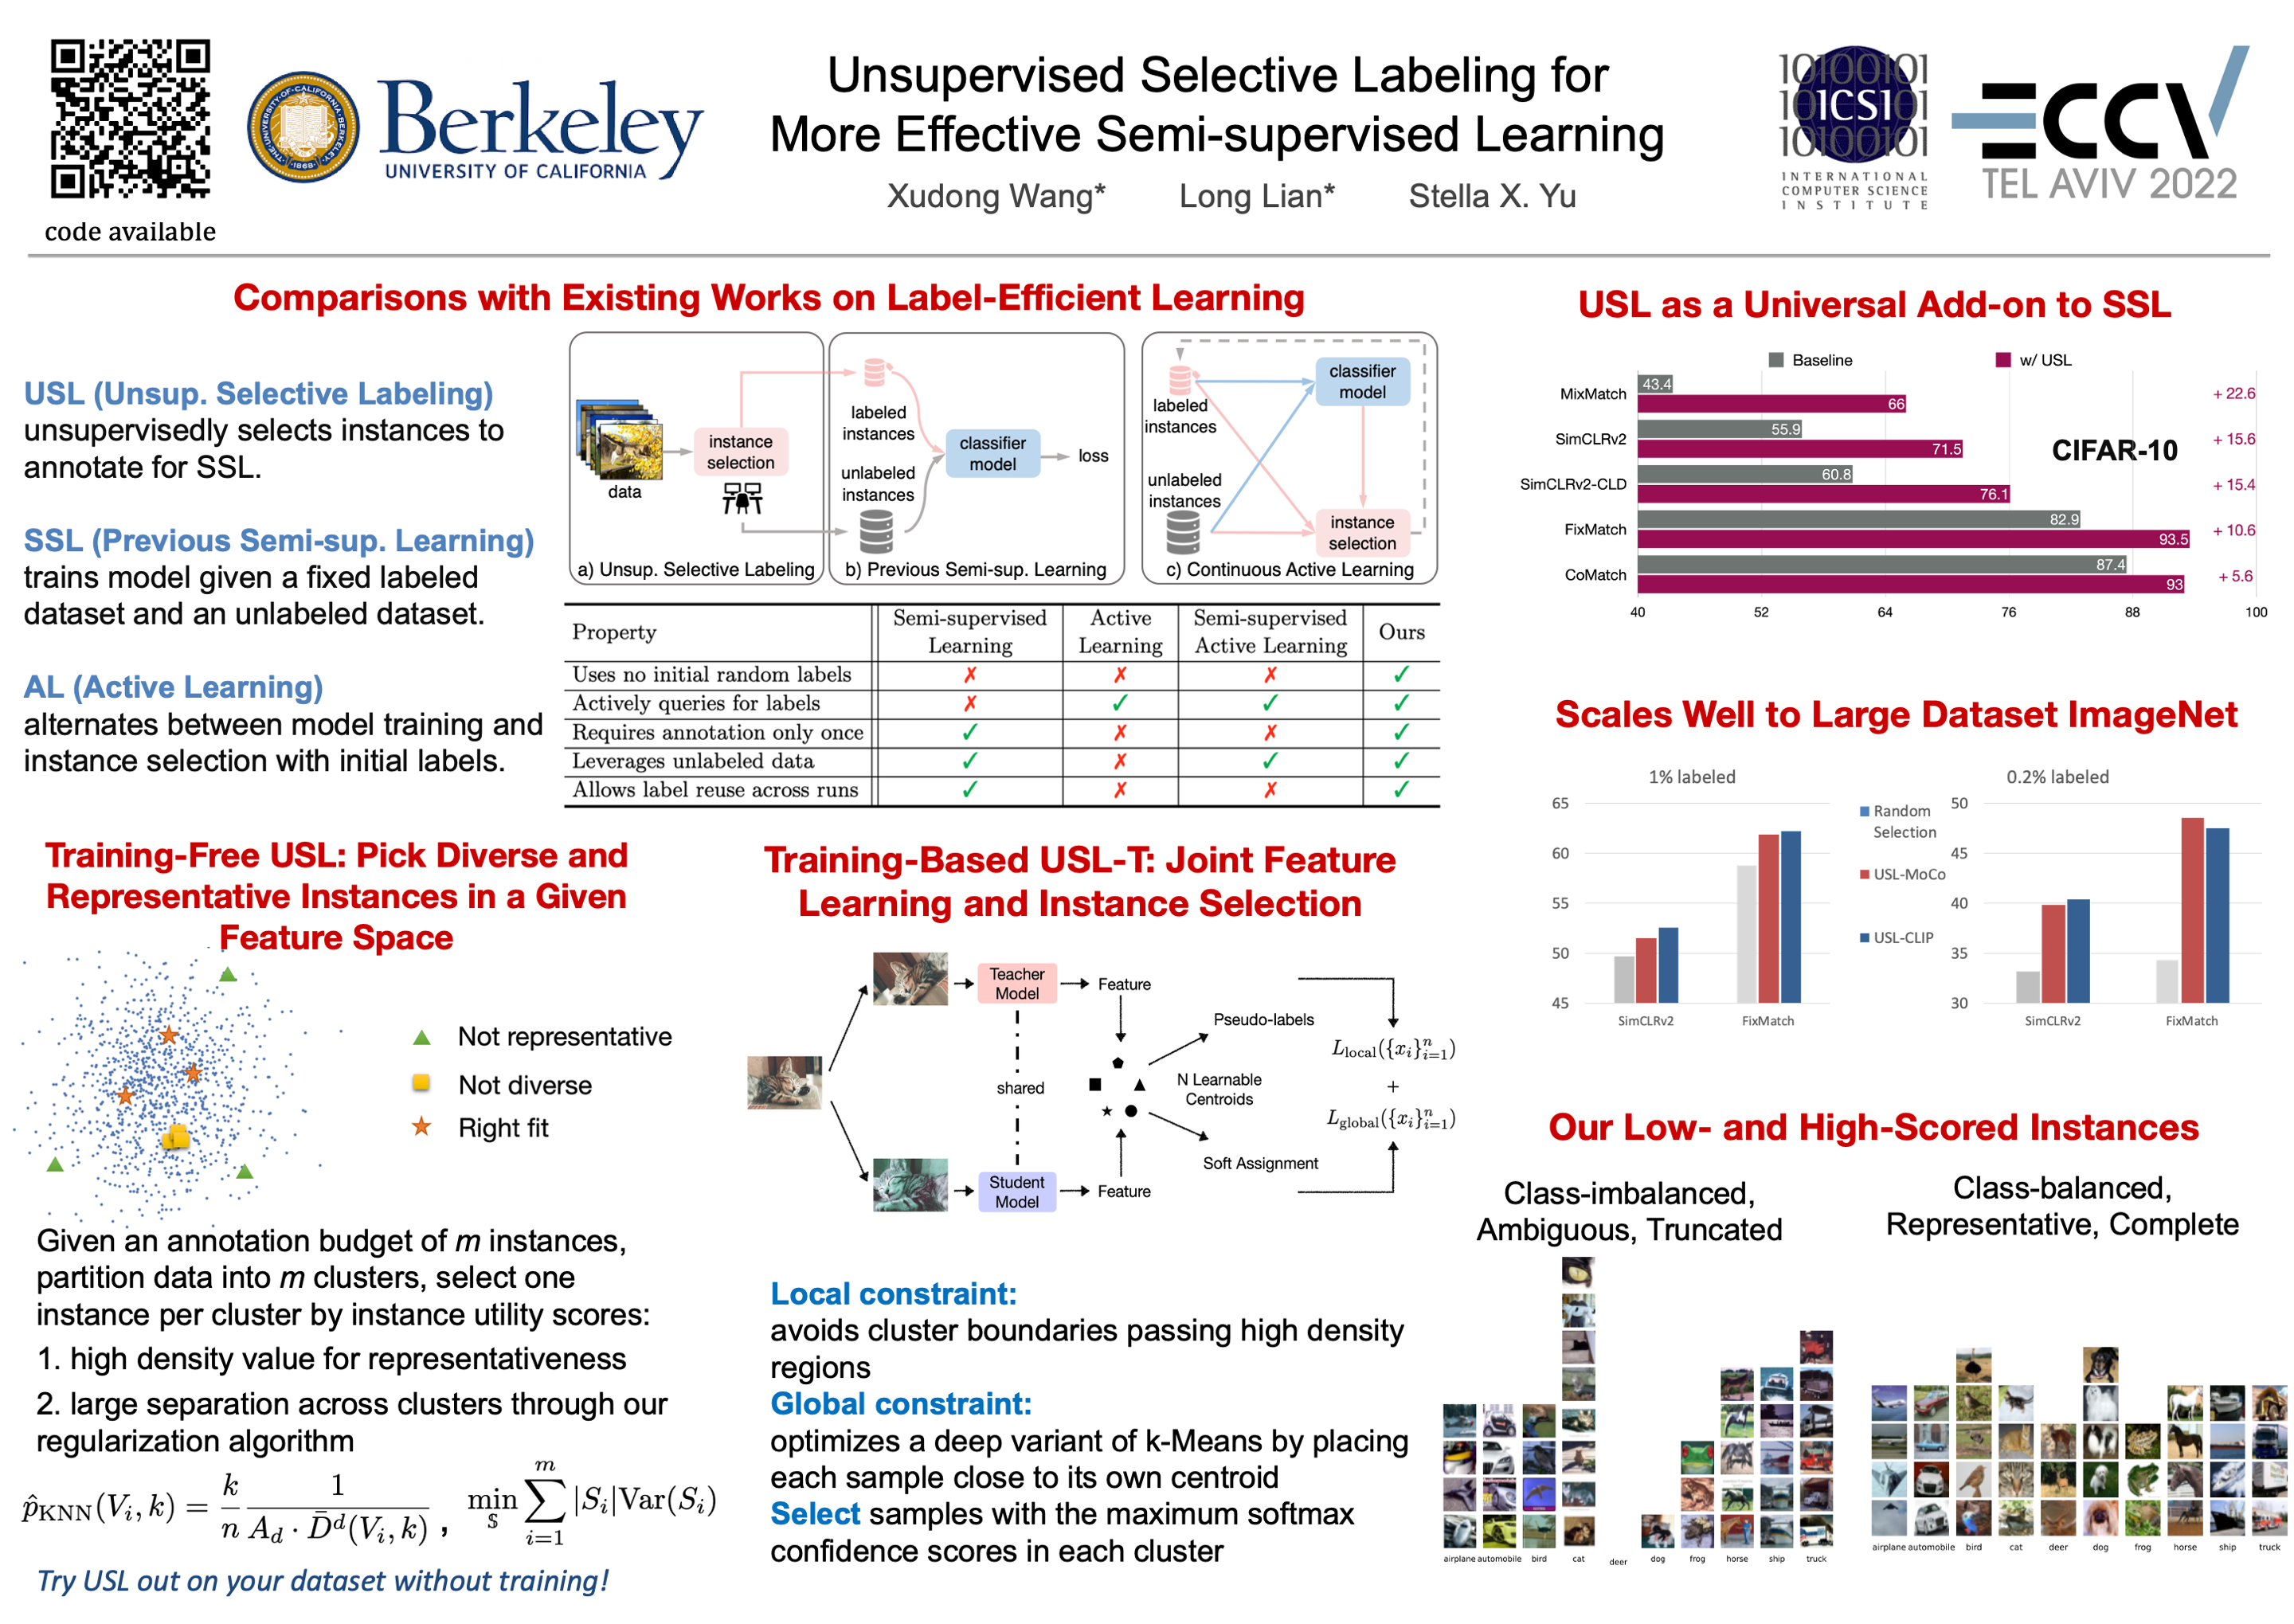 Unsupervised Selective Labeling for
More Effective Semi-supervised Learning
Xudong Wang* Long Lian* Stella X. Yu
code available
Berkeley
UNIVERSITY OF CALIFORNIA
ICSI
INTERNATIONAL
COMPUTER SCIENCE
INSTITUTE
ECCV
TEL AVIV 2022
Comparisons with Existing Works on Label-Efficient Learning
USL (Unsup. Selective Labeling)
unsupervisedly selects instances to
annotate for SSL.
SSL (Previous Semi-sup. Learning)
trains model given a fixed labeled
dataset and an unlabeled dataset.
AL (Active Learning)
alternates between model training and
instance selection with initial labels.
data
instance
selection
a) Unsup. Selective Labeling
labeled
instances
unlabeled
instances
classifier
model
loss
b) Previous Semi-sup. Learning
labeled
instances
unlabeled
instances
classifier
model
instance
selection
c) Continuous Active Learning
Property | Semi-supervised Learning | Active Learning | Semi-supervised Active Learning | Ours
Uses no initial random labels ✗ ✗ ✗ ✓
Actively queries for labels ✗ ✓ ✓ ✓
Requires annotation only once ✓ ✗ ✗ ✓
Leverages unlabeled data ✓ ✗ ✓ ✓
Allows label reuse across runs ✓ ✗ ✗ ✓
USL as a Universal Add-on to SSL
Baseline w/ USL
MixMatch 43.4 66 + 22.6
SimCLRv2 55.9 71.5 + 15.6
SimCLRv2-CLD 60.8 76.1 + 15.4
FixMatch 82.9 93.5 + 10.6
CoMatch 87.4 93 + 5.6
CIFAR-10
40 52 64 76 88 100
Scales Well to Large Dataset ImageNet
1% labeled
65
60
55
50
45
SimCLRv2 FixMatch
Random
Selection
USL-MoCo
USL-CLIP
0.2% labeled
50
45
40
35
30
SimCLRv2 FixMatch
Training-Free USL: Pick Diverse and
Representative Instances in a Given
Feature Space
Not representative
Not diverse
Right fit
Given an annotation budget of m instances,
partition data into m clusters, select one
instance per cluster by instance utility scores:
1. high density value for representativeness
2. large separation across clusters through our
regularization algorithm
p̂_KNN(V_i, k) = k/n 1/(A_d · D̄^d(V_i, k)) , min_𝕊 ∑_{i=1}^{m} |S_i|Var(S_i)
Try USL out on your dataset without training!
Training-Based USL-T: Joint Feature
Learning and Instance Selection
Teacher
Model
Feature
shared
Student
Model
Feature
Pseudo-labels
N Learnable
Centroids
Soft Assignment
L_local({x_i}_{i=1}^n)
+
L_global({x_i}_{i=1}^n)
Local constraint:
avoids cluster boundaries passing high density
regions
Global constraint:
optimizes a deep variant of k-Means by placing
each sample close to its own centroid
Select samples with the maximum softmax
confidence scores in each cluster
Our Low- and High-Scored Instances
Class-imbalanced,
Ambiguous, Truncated
airplane automobile bird cat deer dog frog horse ship truck
Class-balanced,
Representative, Complete
airplane automobile bird cat deer dog frog horse ship truck